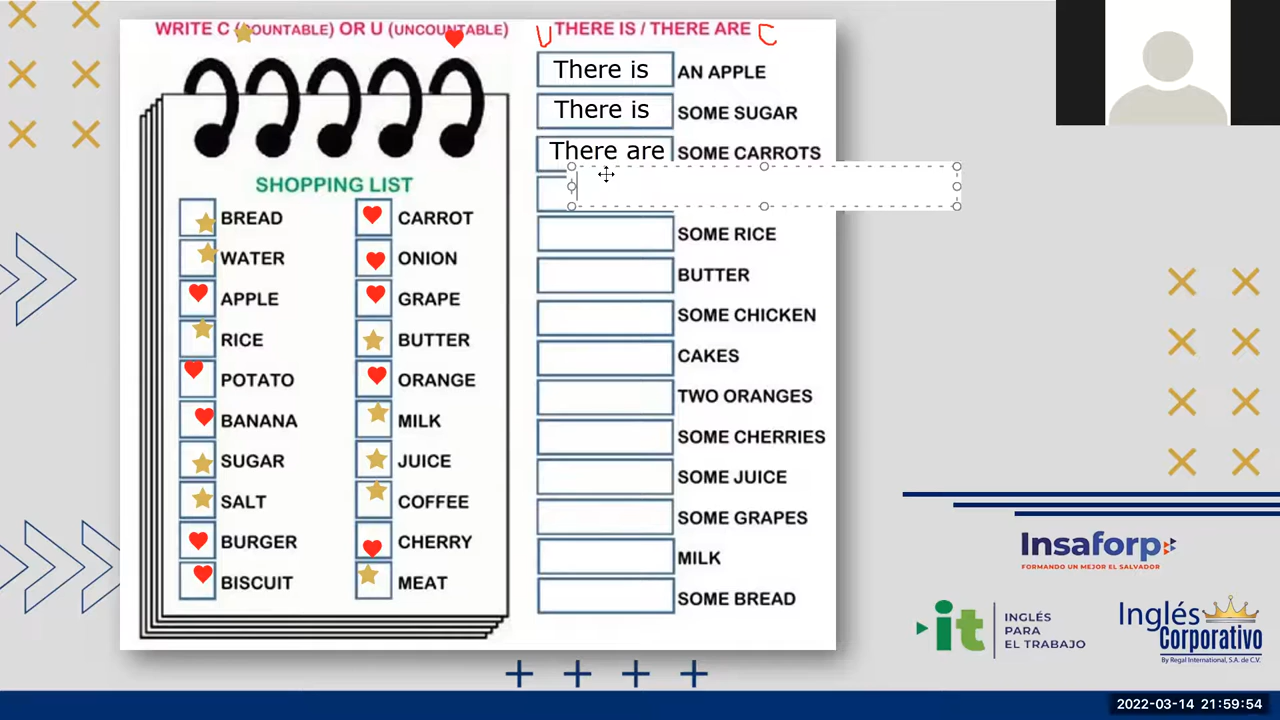 WRITE C (COUNTABLE) OR U (UNCOUNTABLE)
SHOPPING LIST
BREAD
WATER
APPLE
RICE
POTATO
BANANA
SUGAR
SALT
BURGER
BISCUIT
CARROT
ONION
GRAPE
BUTTER
ORANGE
MILK
JUICE
COFFEE
CHERRY
MEAT
U THERE IS / THERE ARE C
There is AN APPLE
There is SOME SUGAR
There are SOME CARROTS
SOME RICE
BUTTER
SOME CHICKEN
CAKES
TWO ORANGES
SOME CHERRIES
SOME JUICE
SOME GRAPES
MILK
SOME BREAD
Insaforp
FORMANDO UN MEJOR EL SALVADOR
it
INGLÉS
PARA
EL TRABAJO
Inglés
Corporativo
By Regal International, S.A. de C.V.
2022-03-14 21:59:54